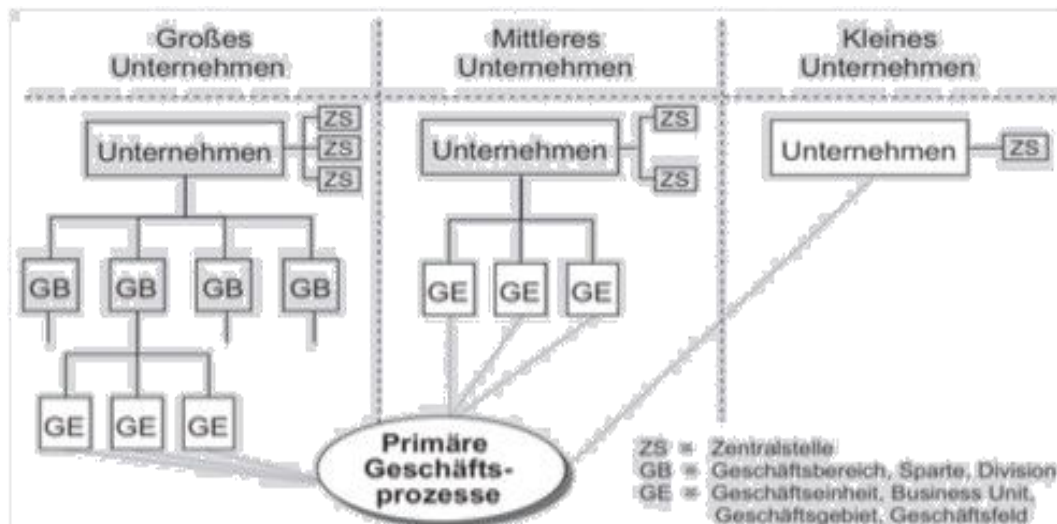 Großes
Unternehmen
Mittleres
Unternehmen
Kleines
Unternehmen
Unternehmen
ZS
ZS
ZS
Unternehmen
ZS
ZS
Unternehmen
ZS
GB
GB
GB
GB
GE
GE
GE
GE
GE
GE
Primäre
Geschäfts-
prozesse
ZS = Zentralstelle
GB = Geschäftsbereich, Sparte, Division
GE = Geschäftseinheit, Business Unit,
Geschäftsgebiet, Geschäftsfeld